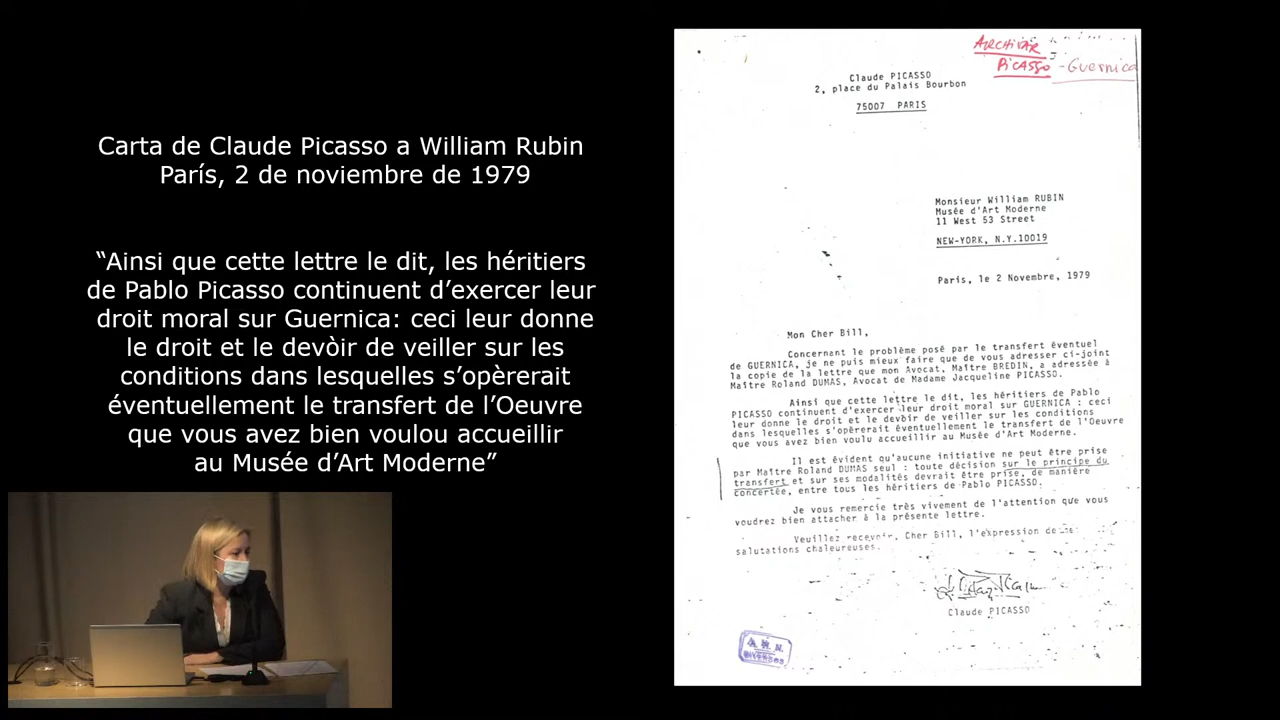 Carta de Claude Picasso a William Rubin
París, 2 de noviembre de 1979
“Ainsi que cette lettre le dit, les héritiers
de Pablo Picasso continuent d’exercer leur
droit moral sur Guernica: ceci leur donne
le droit et le devòir de veiller sur les
conditions dans lesquelles s’opèrerait
éventuellement le transfert de l’Oeuvre
que vous avez bien voulou accueillir
au Musée d’Art Moderne”
ARCHIVAR
PICASSO - Guernica
Claude PICASSO
2, place du Palais Bourbon
75007 PARIS
Monsieur William RUBIN
Musée d'Art Moderne
11 West 53 Street
NEW-YORK, N.Y.10019
Paris, le 2 Novembre, 1979
Mon Cher Bill,
Concernant le problème posé par le transfert éventuel
de GUERNICA, je ne puis mieux faire que de vous adresser ci-joint
la copie de la lettre que mon Avocat, Maître BREDIN, a adressée à
Maître Roland DUMAS, Avocat de Madame Jacqueline PICASSO.
Ainsi que cette lettre le dit, les héritiers de Pablo
PICASSO continuent d'exercer leur droit moral sur GUERNICA : ceci
leur donne le droit et le devoir de veiller sur les conditions
dans lesquelles s'opèrerait éventuellement le transfert de l'Oeuvre
que vous avez bien voulu accueillir au Musée d'Art Moderne.
Il est évident qu'aucune initiative ne peut être prise
par Maître Roland DUMAS seul : toute décision sur le principe du
transfert et sur ses modalités devrait être prise, de manière
concertée, entre tous les héritiers de Pablo PICASSO.
Je vous remercie très vivement de l'attention que vous
voudrez bien attacher à la présente lettre.
Veuillez recevoir, Cher Bill, l'expression de mes
salutations chaleureuses.
Claude PICASSO